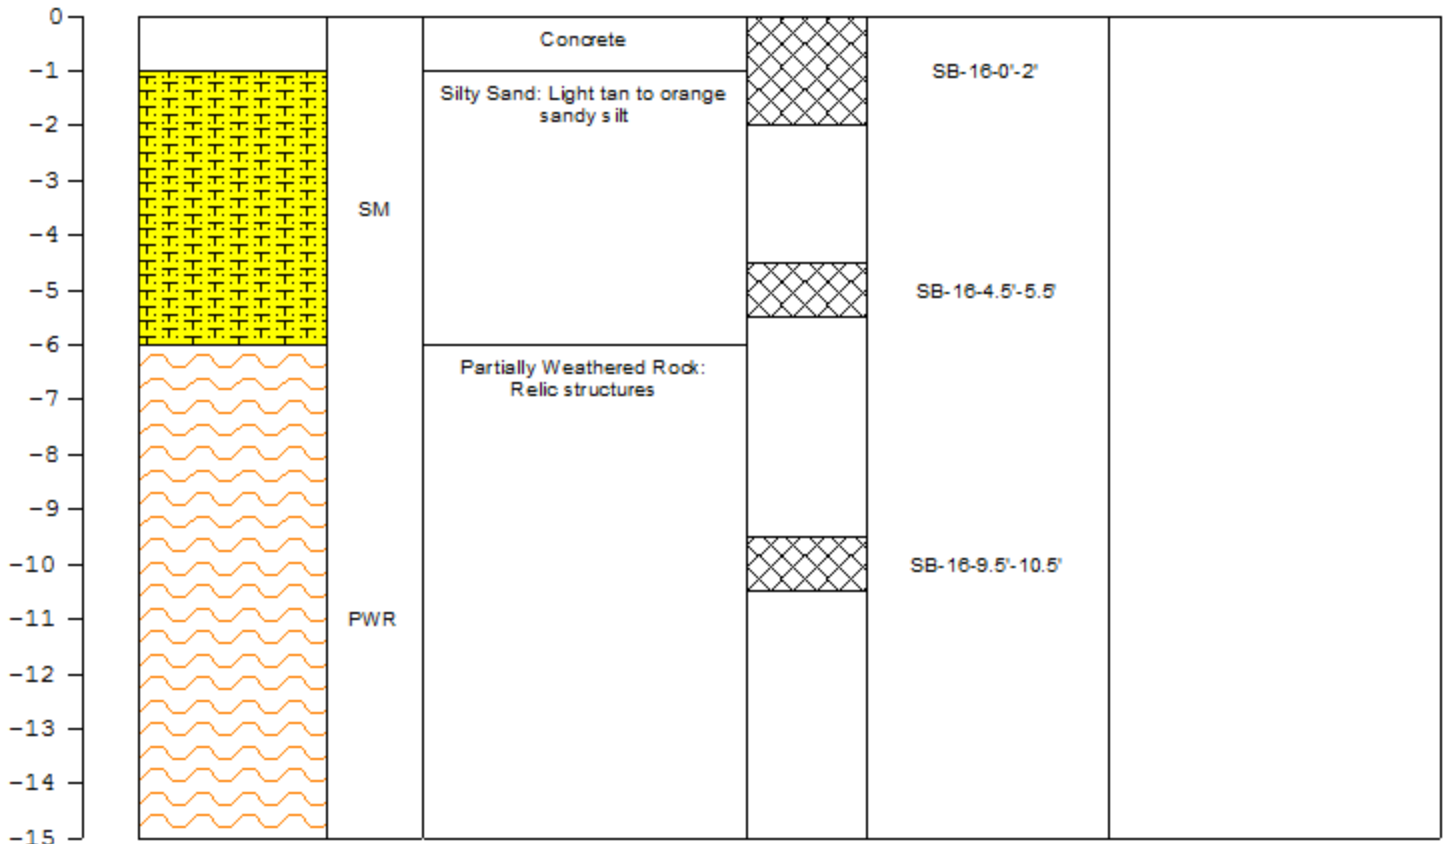 0
Concrete
-1
SB-16-0'-2'
Silty Sand: Light tan to orange
sandy silt
-2
-3
SM
-4
-5
SB-16-4.5'-5.5'
-6
Partially Weathered Rock:
Relic structures
-7
-8
-9
-10
SB-16-9.5'-10.5'
-11
PWR
-12
-13
-14
-15